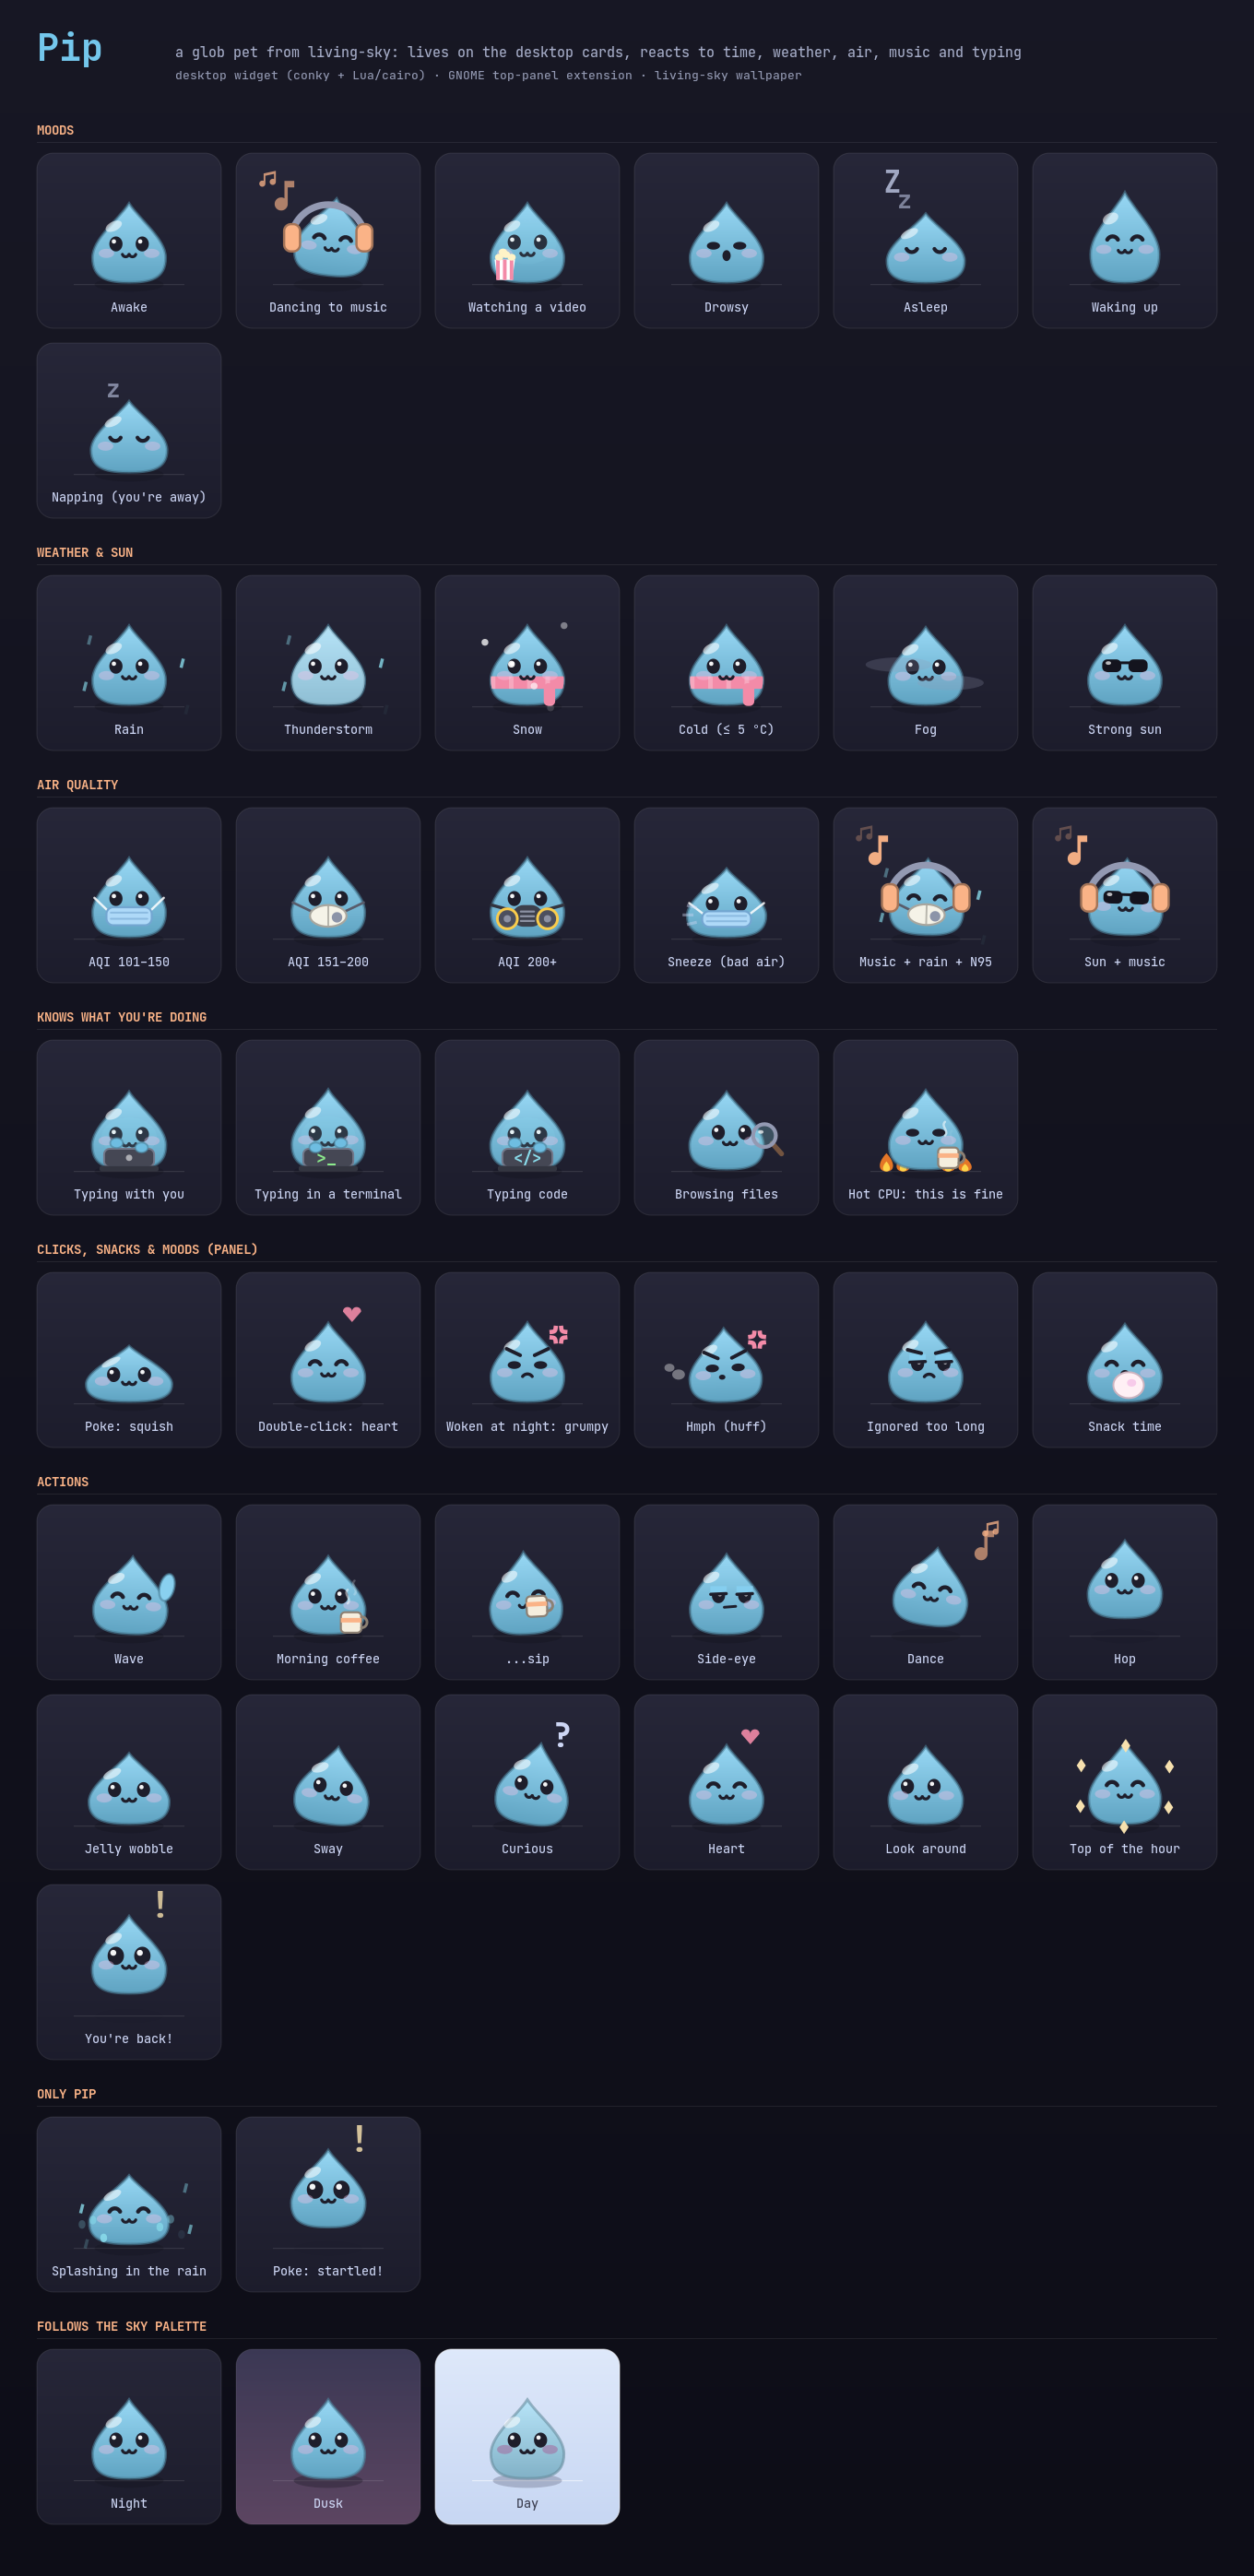 Pip
a glob pet from living-sky: lives on the desktop cards, reacts to time, weather, air, music and typing
desktop widget (conky + Lua/cairo) · GNOME top-panel extension · living-sky wallpaper
MOODS
Z
z
Awake
Dancing to music
Watching a video
Drowsy
Asleep
Waking up
z
Napping (you're away)
WEATHER & SUN
Rain
Thunderstorm
Snow
Cold (≤ 5 °C)
Fog
Strong sun
AIR QUALITY
AQI 101–150
AQI 151–200
AQI 200+
Sneeze (bad air)
Music + rain + N95
Sun + music
KNOWS WHAT YOU'RE DOING
>_
</>
Typing with you
Typing in a terminal
Typing code
Browsing files
Hot CPU: this is fine
CLICKS, SNACKS & MOODS (PANEL)
Poke: squish
Double-click: heart
Woken at night: grumpy
Hmph (huff)
Ignored too long
Snack time
ACTIONS
Wave
Morning coffee
...sip
Side-eye
Dance
Hop
?
Jelly wobble
Sway
Curious
Heart
Look around
Top of the hour
!
You're back!
ONLY PIP
!
Splashing in the rain
Poke: startled!
FOLLOWS THE SKY PALETTE
Night
Dusk
Day